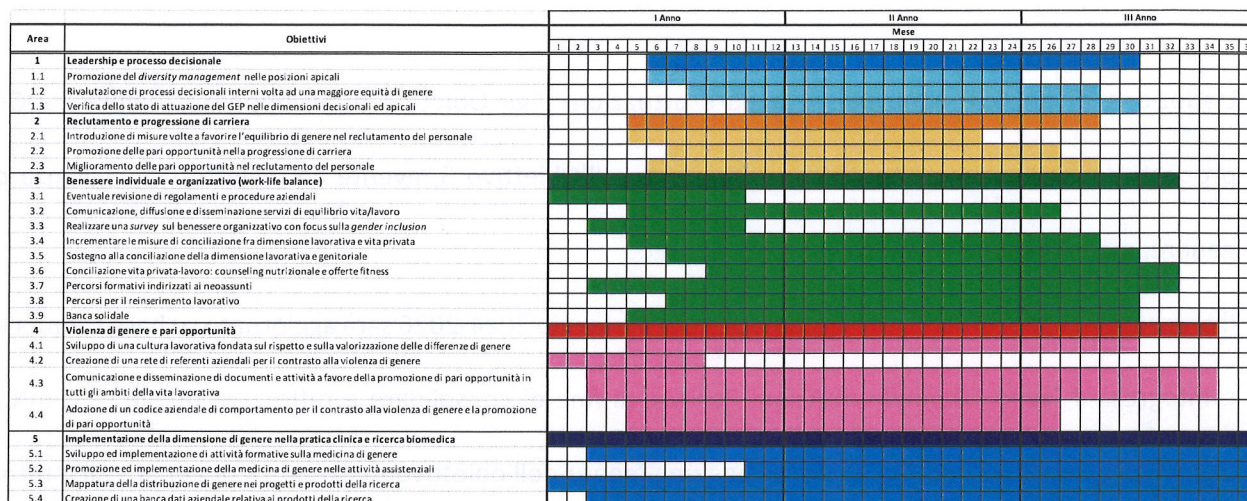 I Anno II Anno III Anno
Area Obiettivi Mese
1 2 3 4 5 6 7 8 9 10 11 12 13 14 15 16 17 18 19 20 21 22 23 24 25 26 27 28 29 30 31 32 33 34 35
1 Leadership e processo decisionale
1.1 Promozione del diversity management nelle posizioni apicali
1.2 Rivalutazione di processi decisionali interni volta ad una maggiore equità di genere
1.3 Verifica dello stato di attuazione del GEP nelle dimensioni decisionali ed apicali
2 Reclutamento e progressione di carriera
2.1 Introduzione di misure volte a favorire l'equilibrio di genere nel reclutamento del personale
2.2 Promozione delle pari opportunità nella progressione di carriera
2.3 Miglioramento delle pari opportunità nel reclutamento del personale
3 Benessere individuale e organizzativo (work-life balance)
3.1 Eventuale revisione di regolamenti e procedure aziendali
3.2 Comunicazione, diffusione e disseminazione servizi di equilibrio vita/lavoro
3.3 Realizzare una survey sul benessere organizzativo con focus sulla gender inclusion
3.4 Incrementare le misure di conciliazione fra dimensione lavorativa e vita privata
3.5 Sostegno alla conciliazione della dimensione lavorativa e genitoriale
3.6 Conciliazione vita privata-lavoro: counseling nutrizionale e offerte fitness
3.7 Percorsi formativi indirizzati ai neoassunti
3.8 Percorsi per il reinserimento lavorativo
3.9 Banca solidale
4 Violenza di genere e pari opportunità
4.1 Sviluppo di una cultura lavorativa fondata sul rispetto e sulla valorizzazione delle differenze di genere
4.2 Creazione di una rete di referenti aziendali per il contrasto alla violenza di genere
4.3 Comunicazione e disseminazione di documenti e attività a favore della promozione di pari opportunità in
tutti gli ambiti della vita lavorativa
4.4 Adozione di un codice aziendale di comportamento per il contrasto alla violenza di genere e la promozione
di pari opportunità
5 Implementazione della dimensione di genere nella pratica clinica e ricerca biomedica
5.1 Sviluppo ed implementazione di attività formative sulla medicina di genere
5.2 Promozione ed implementazione della medicina di genere nelle attività assistenziali
5.3 Mappatura della distribuzione di genere nei progetti e prodotti della ricerca
5.4 Creazione di una banca dati aziendale relativa ai prodotti della ricerca